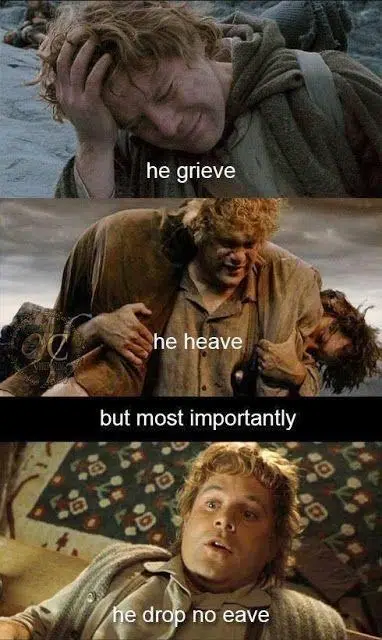 he grieve
he heave
but most importantly
he drop no eave